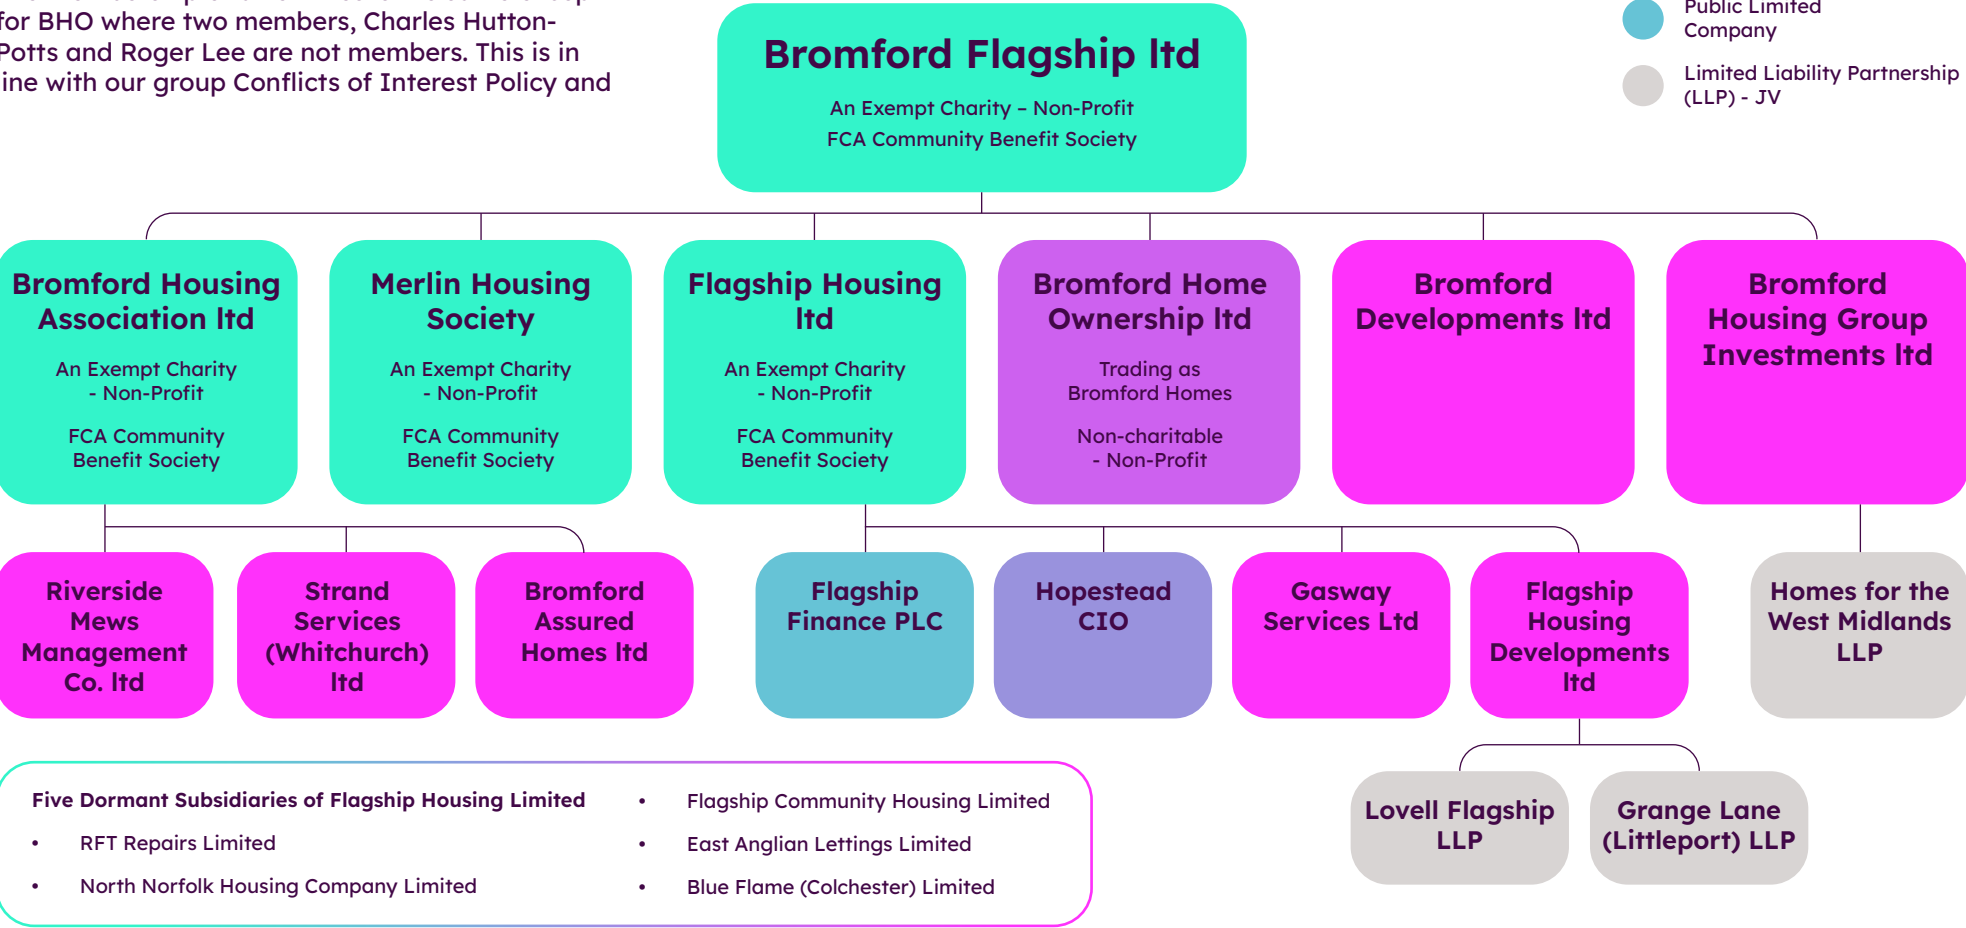 for BHO where two members, Charles Hutton-
Potts and Roger Lee are not members. This is in
line with our group Conflicts of Interest Policy and
Public Limited
Company
Limited Liability Partnership
(LLP) - JV
Bromford Flagship ltd
An Exempt Charity – Non-Profit
FCA Community Benefit Society
Bromford Housing
Association ltd
An Exempt Charity
- Non-Profit
FCA Community
Benefit Society
Merlin Housing
Society
An Exempt Charity
- Non-Profit
FCA Community
Benefit Society
Flagship Housing
ltd
An Exempt Charity
- Non-Profit
FCA Community
Benefit Society
Bromford Home
Ownership ltd
Trading as
Bromford Homes
Non-charitable
- Non-Profit
Bromford
Developments ltd
Bromford
Housing Group
Investments ltd
Riverside
Mews
Management
Co. ltd
Strand
Services
(Whitchurch)
ltd
Bromford
Assured
Homes ltd
Flagship
Finance PLC
Hopestead
CIO
Gasway
Services Ltd
Flagship
Housing
Developments
ltd
Homes for the
West Midlands
LLP
Lovell Flagship
LLP
Grange Lane
(Littleport) LLP
Five Dormant Subsidiaries of Flagship Housing Limited
• RFT Repairs Limited
• North Norfolk Housing Company Limited
• Flagship Community Housing Limited
• East Anglian Lettings Limited
• Blue Flame (Colchester) Limited